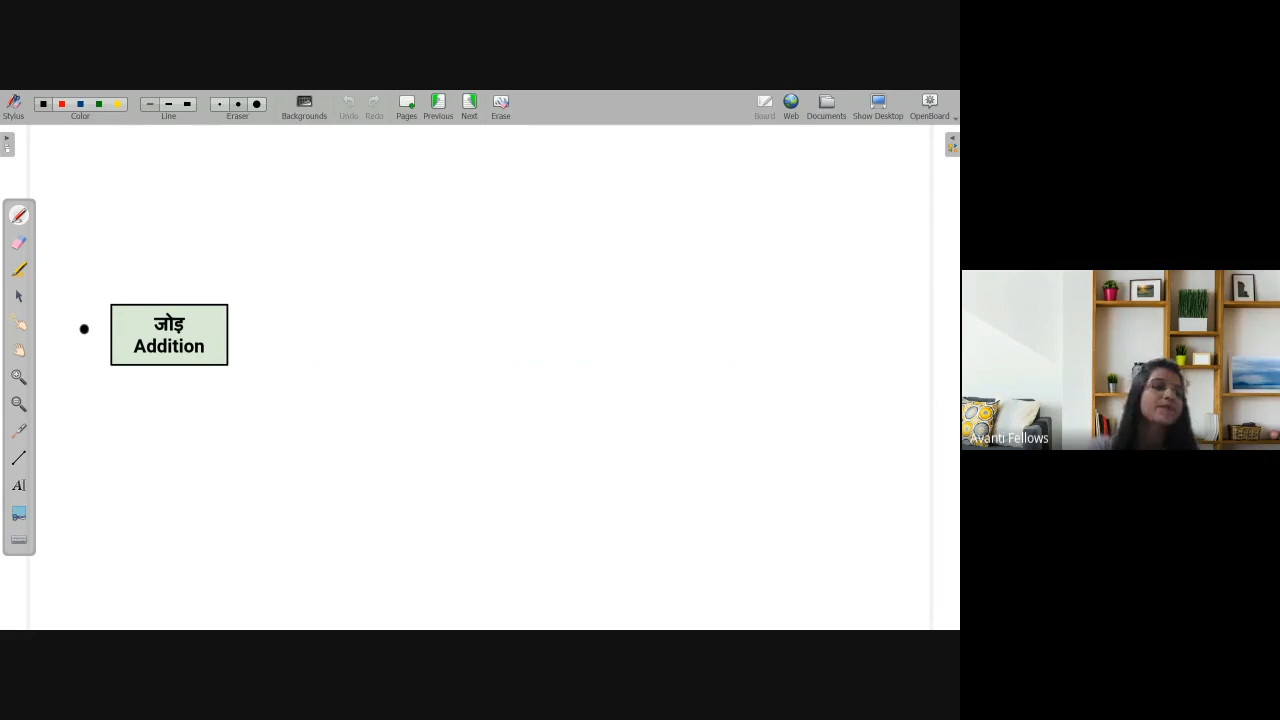 Stylus
Color
Line
Eraser
Backgrounds
Undo
Redo
Pages
Previous
Next
Erase
Board
Web
Documents
Show Desktop
OpenBoard
जोड़
Addition
AI
Avanti Fellows